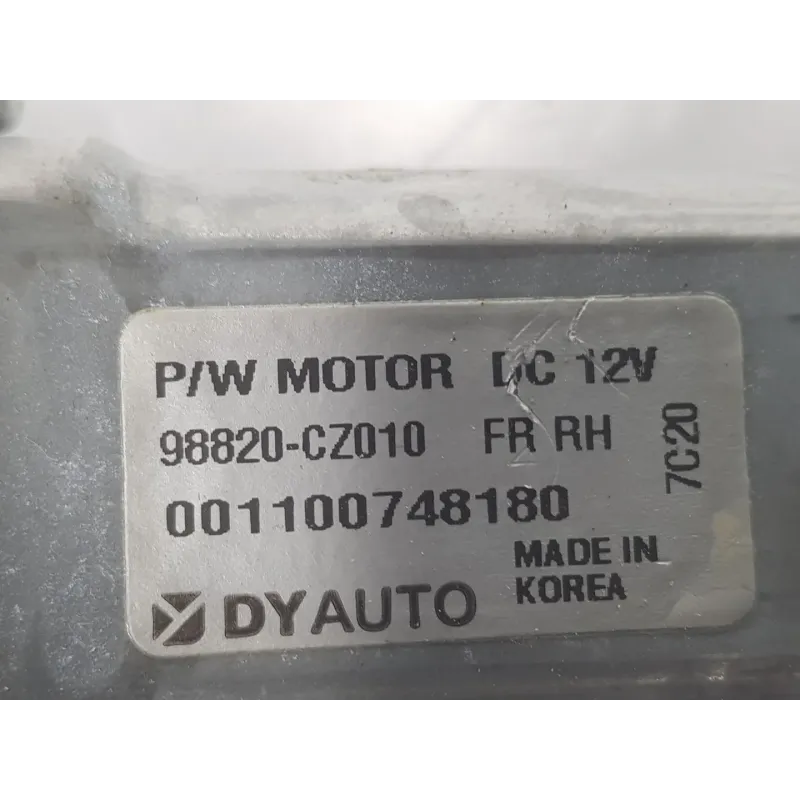 P/W MOTOR DC 12V
98820-CZ010 FR RH
7C20
001100748180
MADE IN
KOREA
DYAUTO